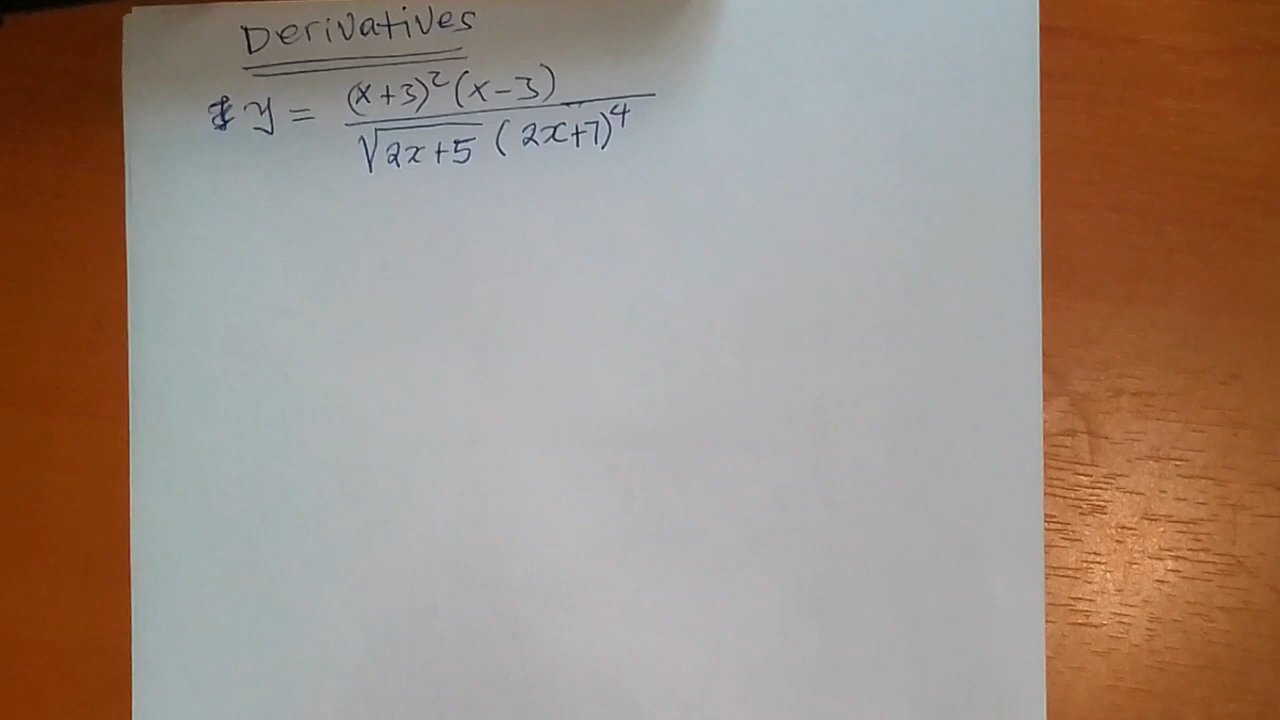 Derivatives
y = (x+3)²(x-3) / √2x+5 (2x+7)⁴